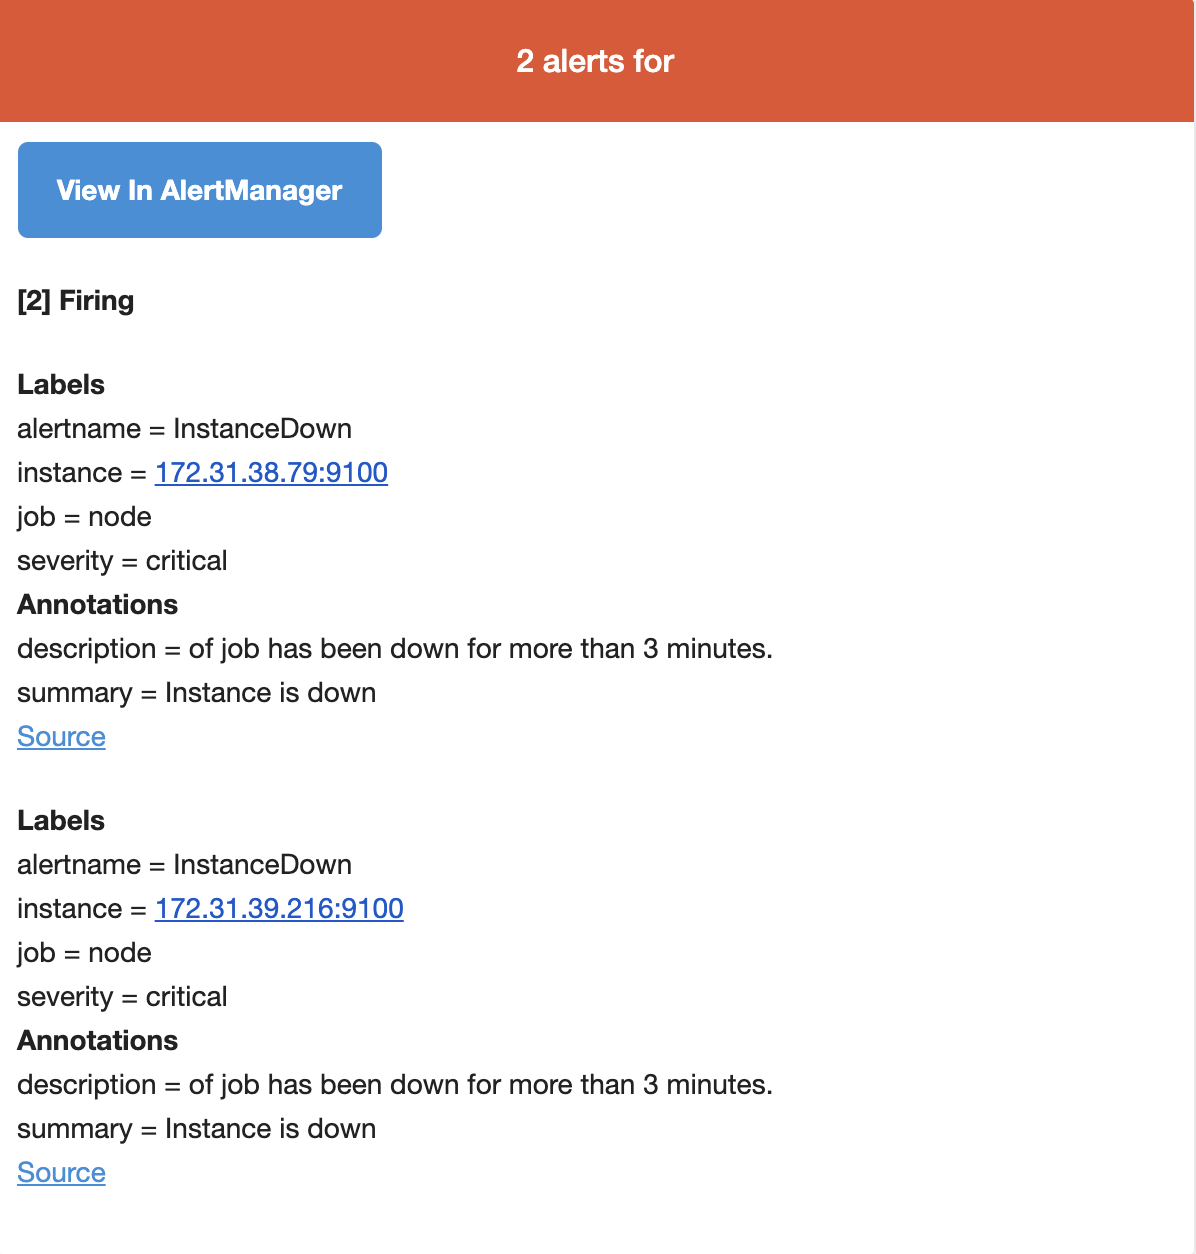 2 alerts for
View In AlertManager
[2] Firing
Labels
alertname = InstanceDown
instance = 172.31.38.79:9100
job = node
severity = critical
Annotations
description = of job has been down for more than 3 minutes.
summary = Instance is down
Source
Labels
alertname = InstanceDown
instance = 172.31.39.216:9100
job = node
severity = critical
Annotations
description = of job has been down for more than 3 minutes.
summary = Instance is down
Source